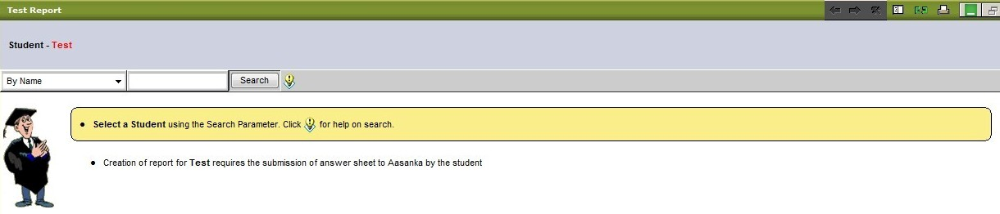 Test Report
Student - Test
By Name Search
Select a Student using the Search Parameter. Click for help on search.
Creation of report for Test requires the submission of answer sheet to Aasanka by the student